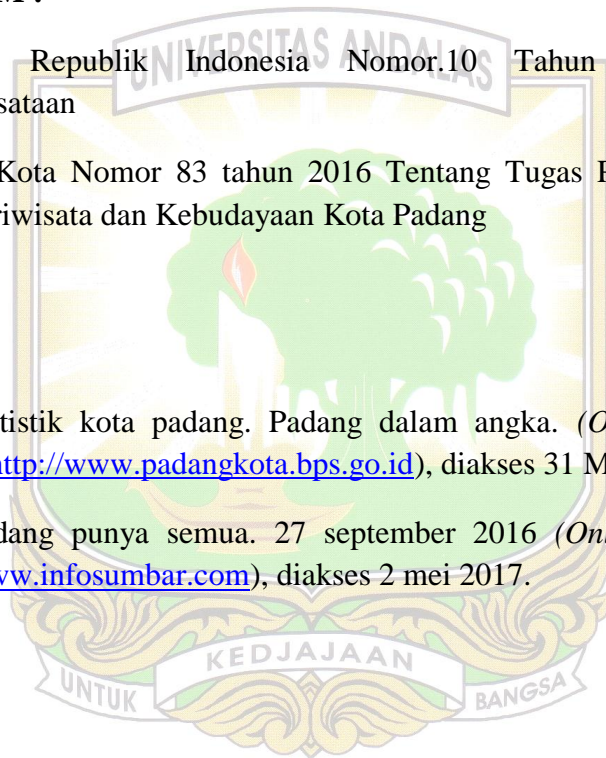 UNIVERSITAS ANDALAS
Republik Indonesia Nomor.10 Tahun
sataan
Kota Nomor 83 tahun 2016 Tentang Tugas
riwisata dan Kebudayaan Kota Padang
tistik kota padang. Padang dalam angka. (O
http://www.padangkota.bps.go.id), diakses 31 M
dang punya semua. 27 september 2016 (On
ww.infosumbar.com), diakses 2 mei 2017.
KEDJAJAAN
UNTUK BANGSA